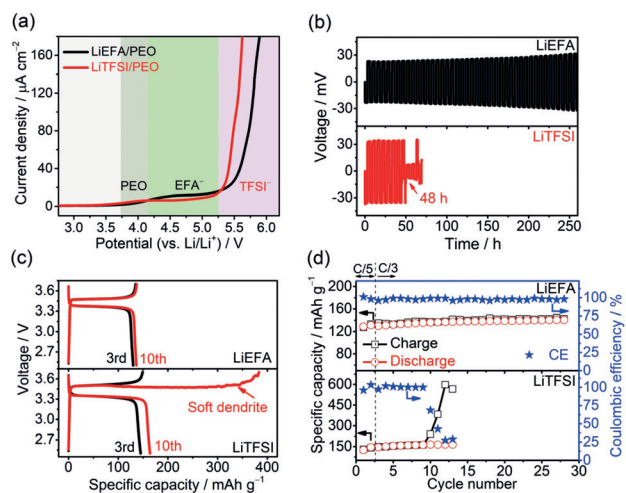 (a)
180
160
120
80
40
0
Current density / μA cm⁻²
LiEFA/PEO
LiTFSI/PEO
PEO
EFA⁻
TFSI⁻
3.0 3.5 4.0 4.5 5.0 5.5 6.0
Potential (vs. Li/Li⁺) / V
(b)
Voltage / mV
30
0
-30
LiEFA
30
0
-30
LiTFSI
48 h
0 50 100 150 200 250
Time / h
(c)
Voltage / V
3.6
3.3
3.0
2.7
3rd 10th
LiEFA
3.6
3.3
3.0
2.7
Soft dendrite
3rd 10th
LiTFSI
0 100 200 300 400
Specific capacity / mAh g⁻¹
(d)
C/5 C/3
Specific capacity / mAh g⁻¹
200
180
160
140
120
LiEFA
Charge
Discharge
CE
100
75
50
25
0
Coulombic efficiency / %
600
450
300
150
LiTFSI
100
75
50
25
0
0 5 10 15 20 25 30
Cycle number